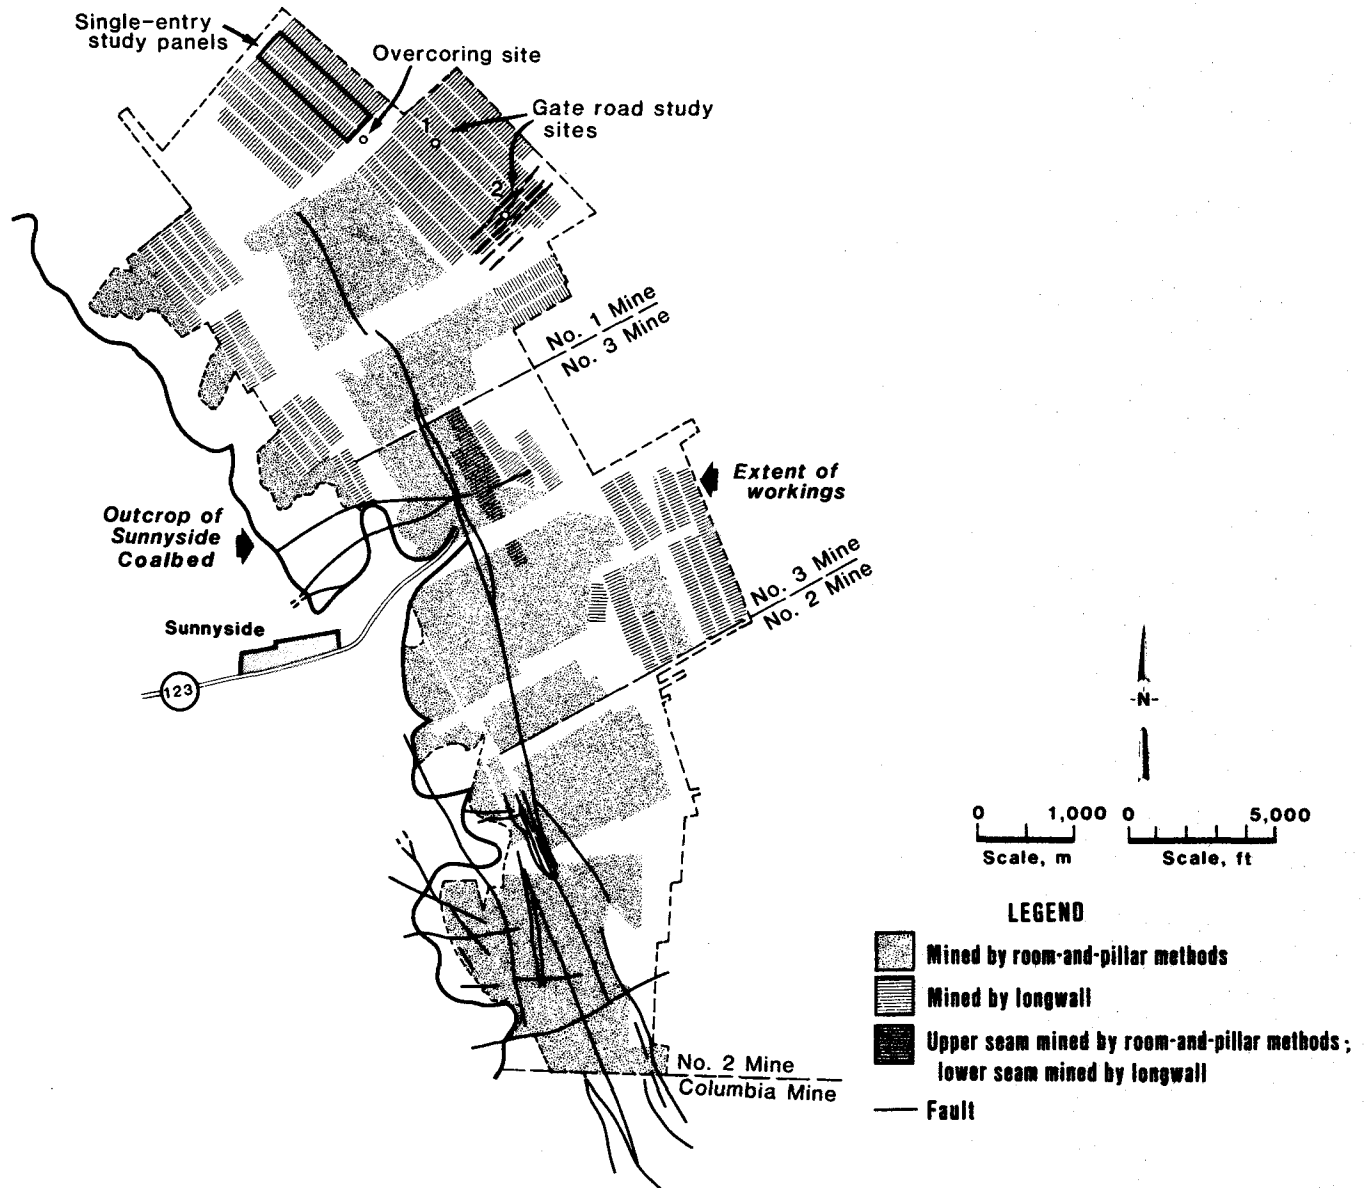 Single-entry
study panels
Overcoring site
Gate road study
sites
1
2
No. 1 Mine
No. 3 Mine
Extent of
workings
Outcrop of
Sunnyside
Coalbed
No. 3 Mine
No. 2 Mine
Sunnyside
123
-N-
0 1,000 0 5,000
Scale, m Scale, ft
LEGEND
Mined by room-and-pillar methods
Mined by longwall
Upper seam mined by room-and-pillar methods;
lower seam mined by longwall
Fault
No. 2 Mine
Columbia Mine